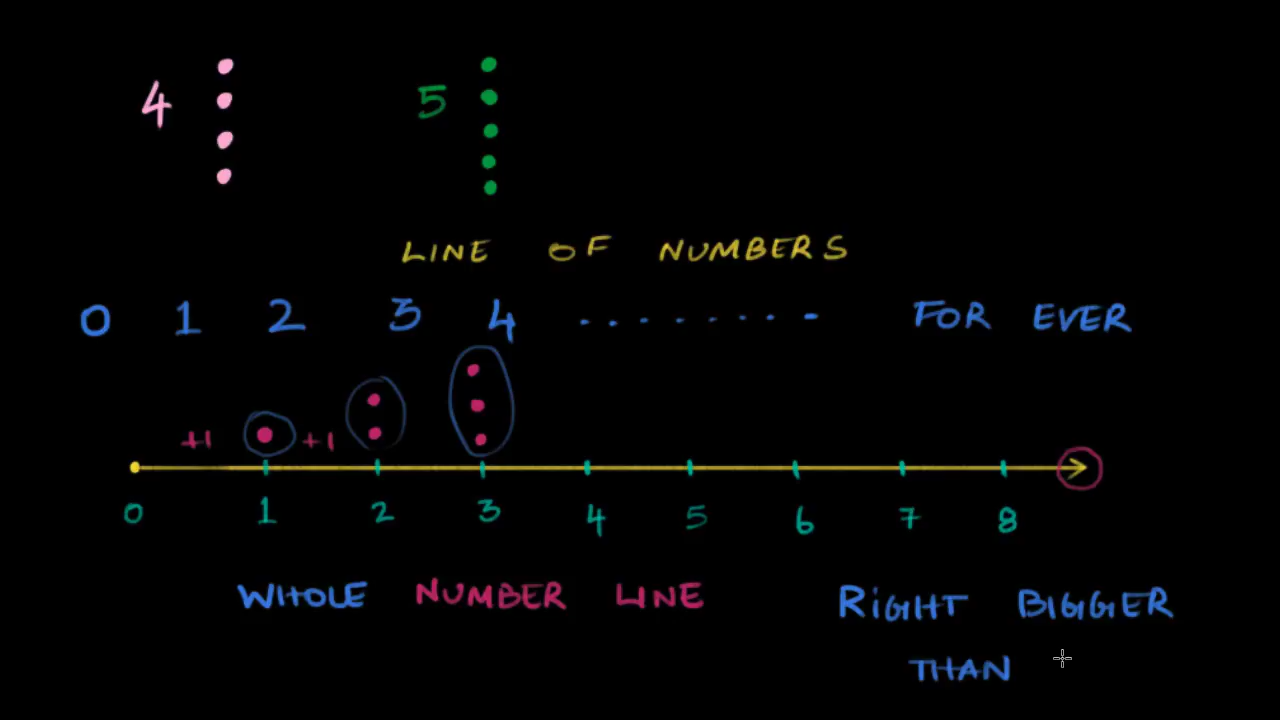 4 5
LINE OF NUMBERS
0 1 2 3 4 ........ FOR EVER
+1 +1
0 1 2 3 4 5 6 7 8
WHOLE NUMBER LINE RIGHT BIGGER
THAN